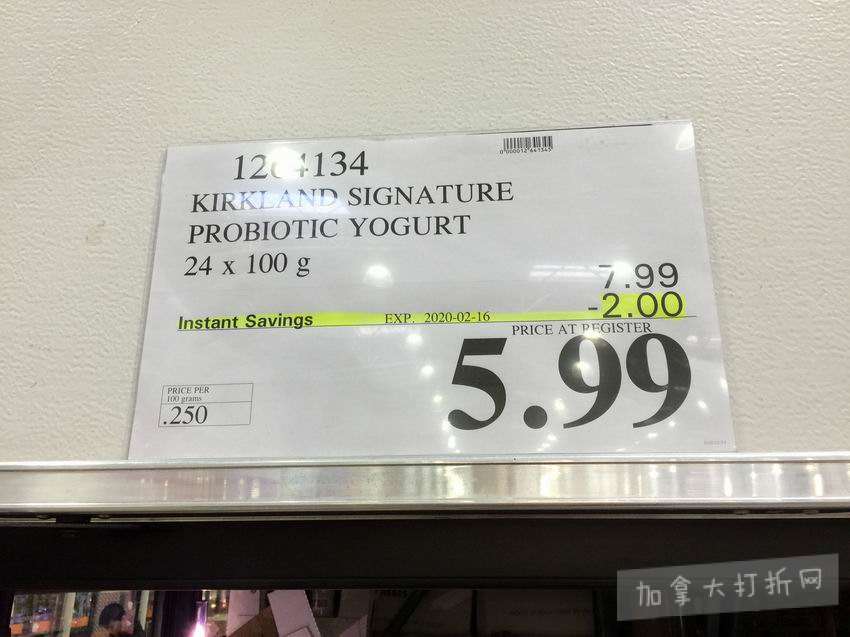 1264134
KIRKLAND SIGNATURE
PROBIOTIC YOGURT
24 x 100 g
7.99
-2.00
Instant Savings EXP. 2020-02-16
PRICE AT REGISTER
5.99
PRICE PER
100 grams
.250
加拿大打折网